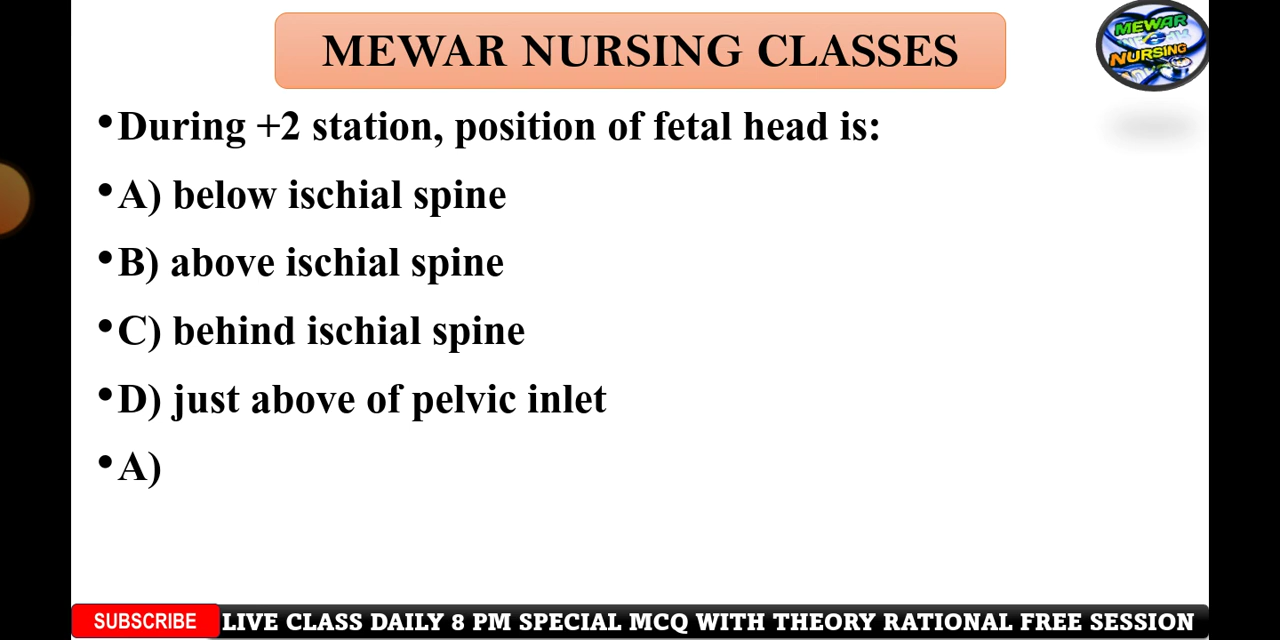 MEWAR NURSING CLASSES
MEWAR
NURSING
•During +2 station, position of fetal head is:
•A) below ischial spine
•B) above ischial spine
•C) behind ischial spine
•D) just above of pelvic inlet
•A)
SUBSCRIBE LIVE CLASS DAILY 8 PM SPECIAL MCQ WITH THEORY RATIONAL FREE SESSION